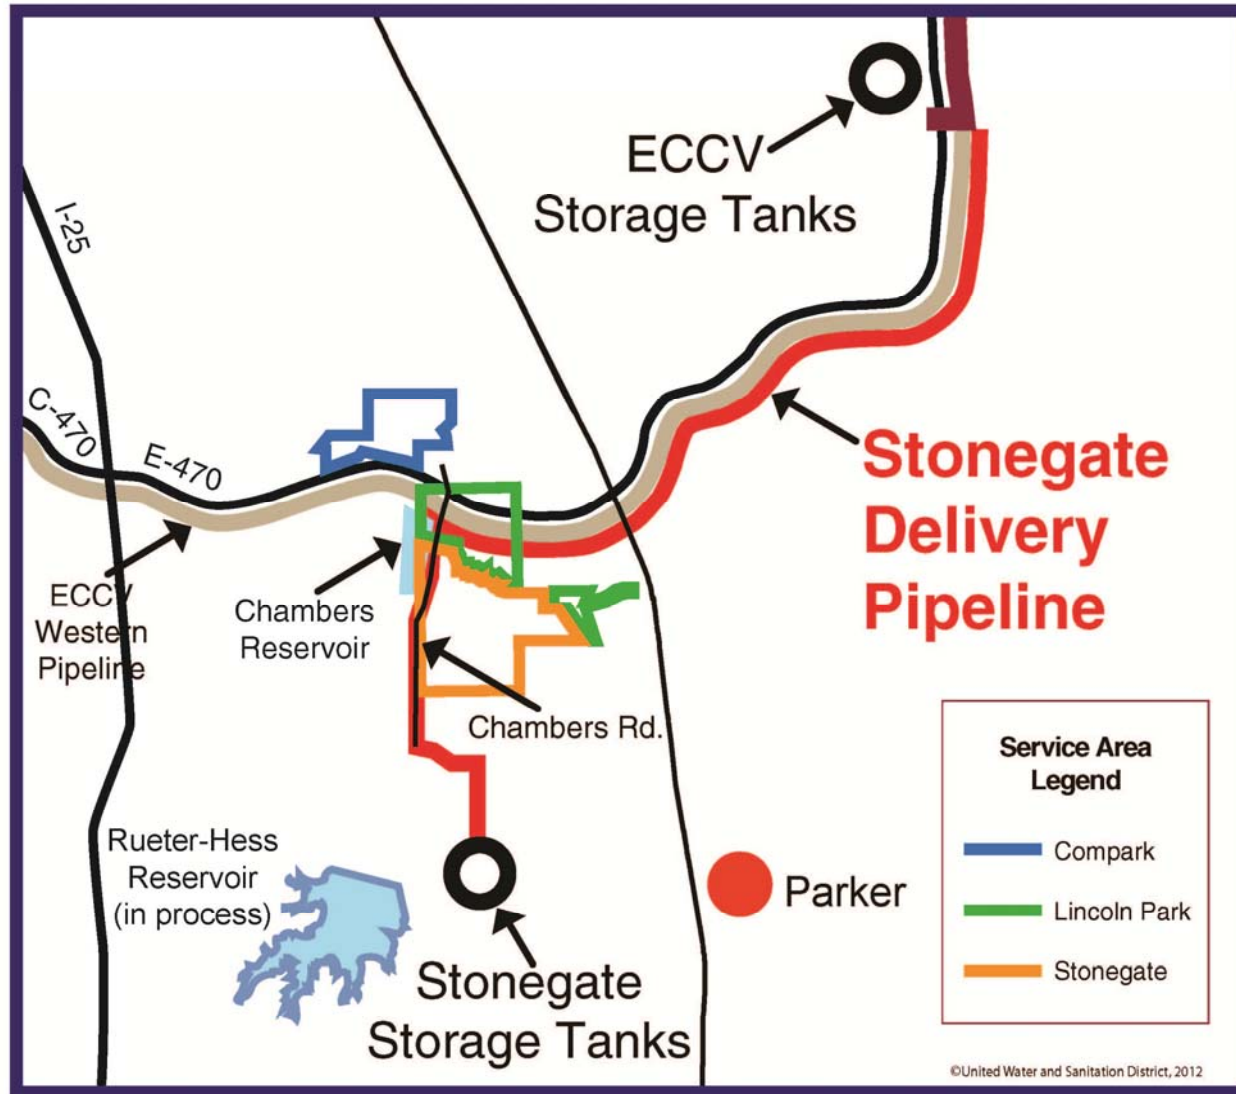 ECCV
Storage Tanks
I-25
C-470
E-470
Stonegate
Delivery
Pipeline
ECCV
Western
Pipeline
Chambers
Reservoir
Chambers Rd.
Service Area
Legend
Compark
Lincoln Park
Stonegate
Rueter-Hess
Reservoir
(in process)
Parker
Stonegate
Storage Tanks
©United Water and Sanitation District, 2012